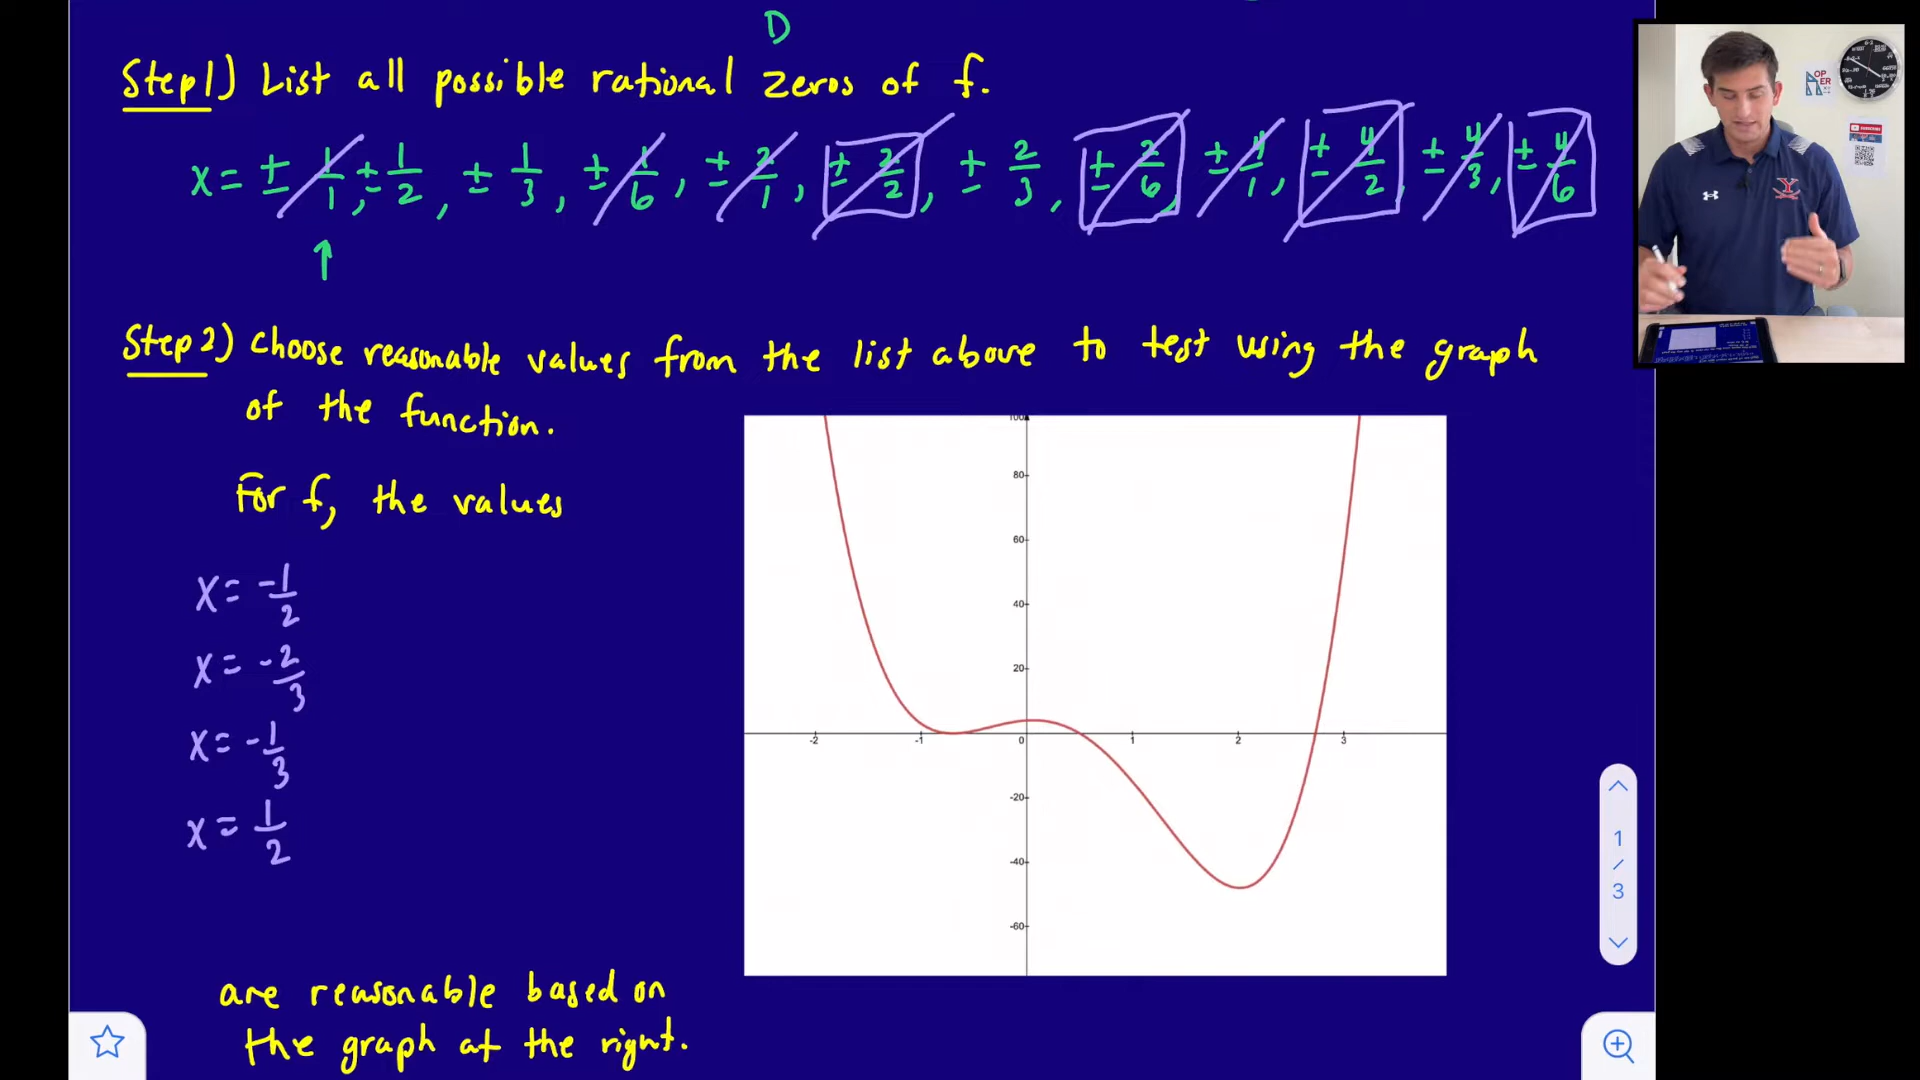 D
Step 1) List all possible rational zeros of f.
x = ± 1/1, ± 1/2, ± 1/3, ± 1/6, ± 2/1, ± 2/2, ± 2/3, ± 2/6, ± 4/1, ± 4/2, ± 4/3, ± 4/6
↑
Step 2) Choose reasonable values from the list above to test using the graph
of the function.
For f, the values
x = -1/2
x = -2/3
x = -1/3
x = 1/2
are reasonable based on
the graph at the right.
100
80
60
40
20
-2 -1 0 1 2 3
-20
-40
-60
1
/
3
OP
ER
SUBSCRIBE
Y